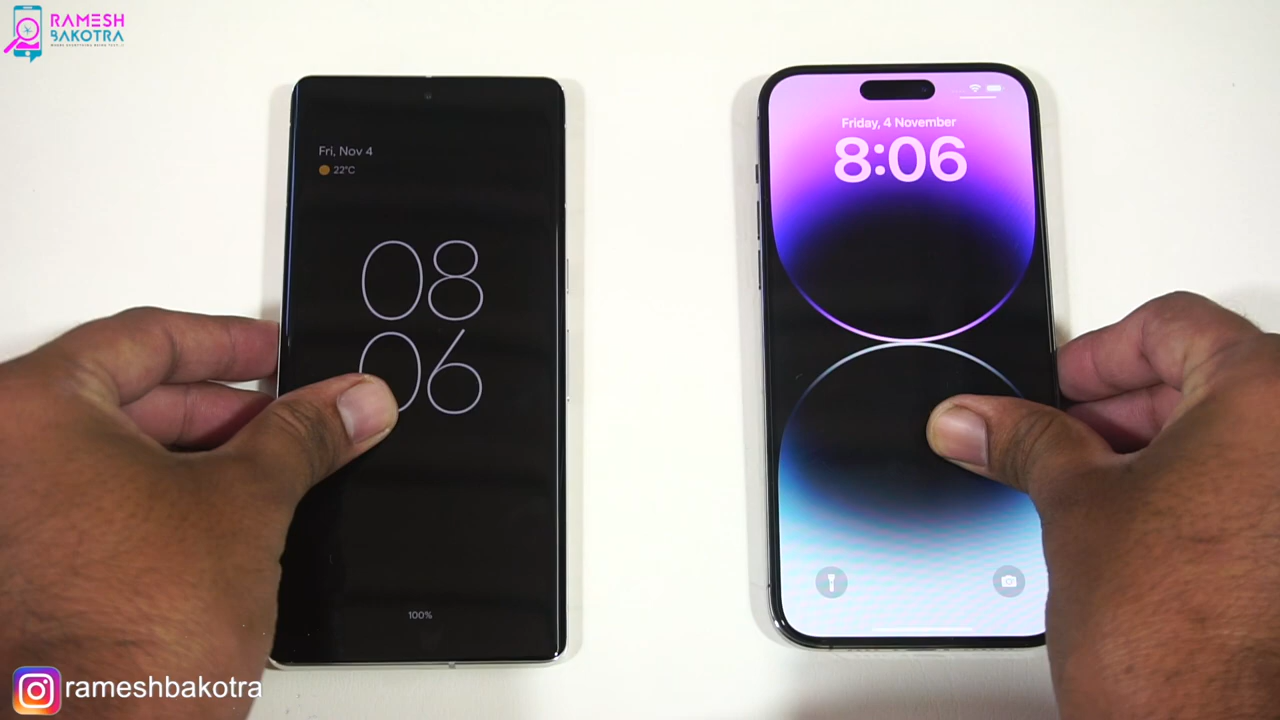 RAMESH
BAKOTRA
Fri, Nov 4
22°C
08
06
100%
Friday, 4 November
8:06
rameshbakotra